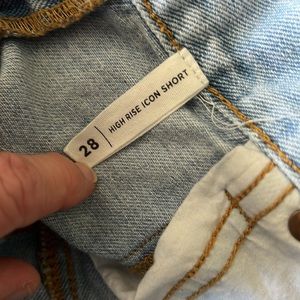 28 | HIGH RISE ICON SHORT